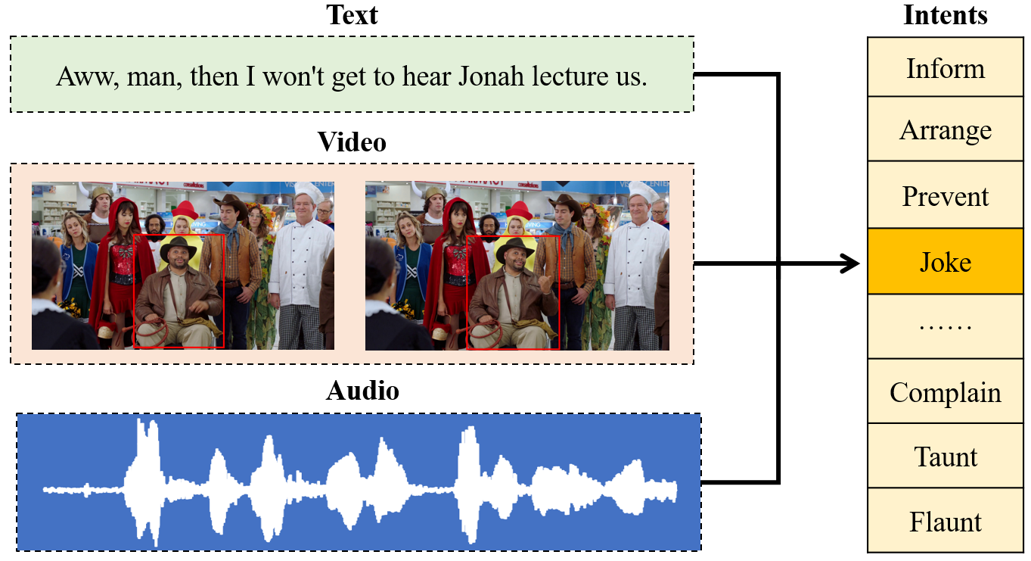 Text
Aww, man, then I won't get to hear Jonah lecture us.
Video
Audio
Intents
Inform
Arrange
Prevent
Joke
……
Complain
Taunt
Flaunt